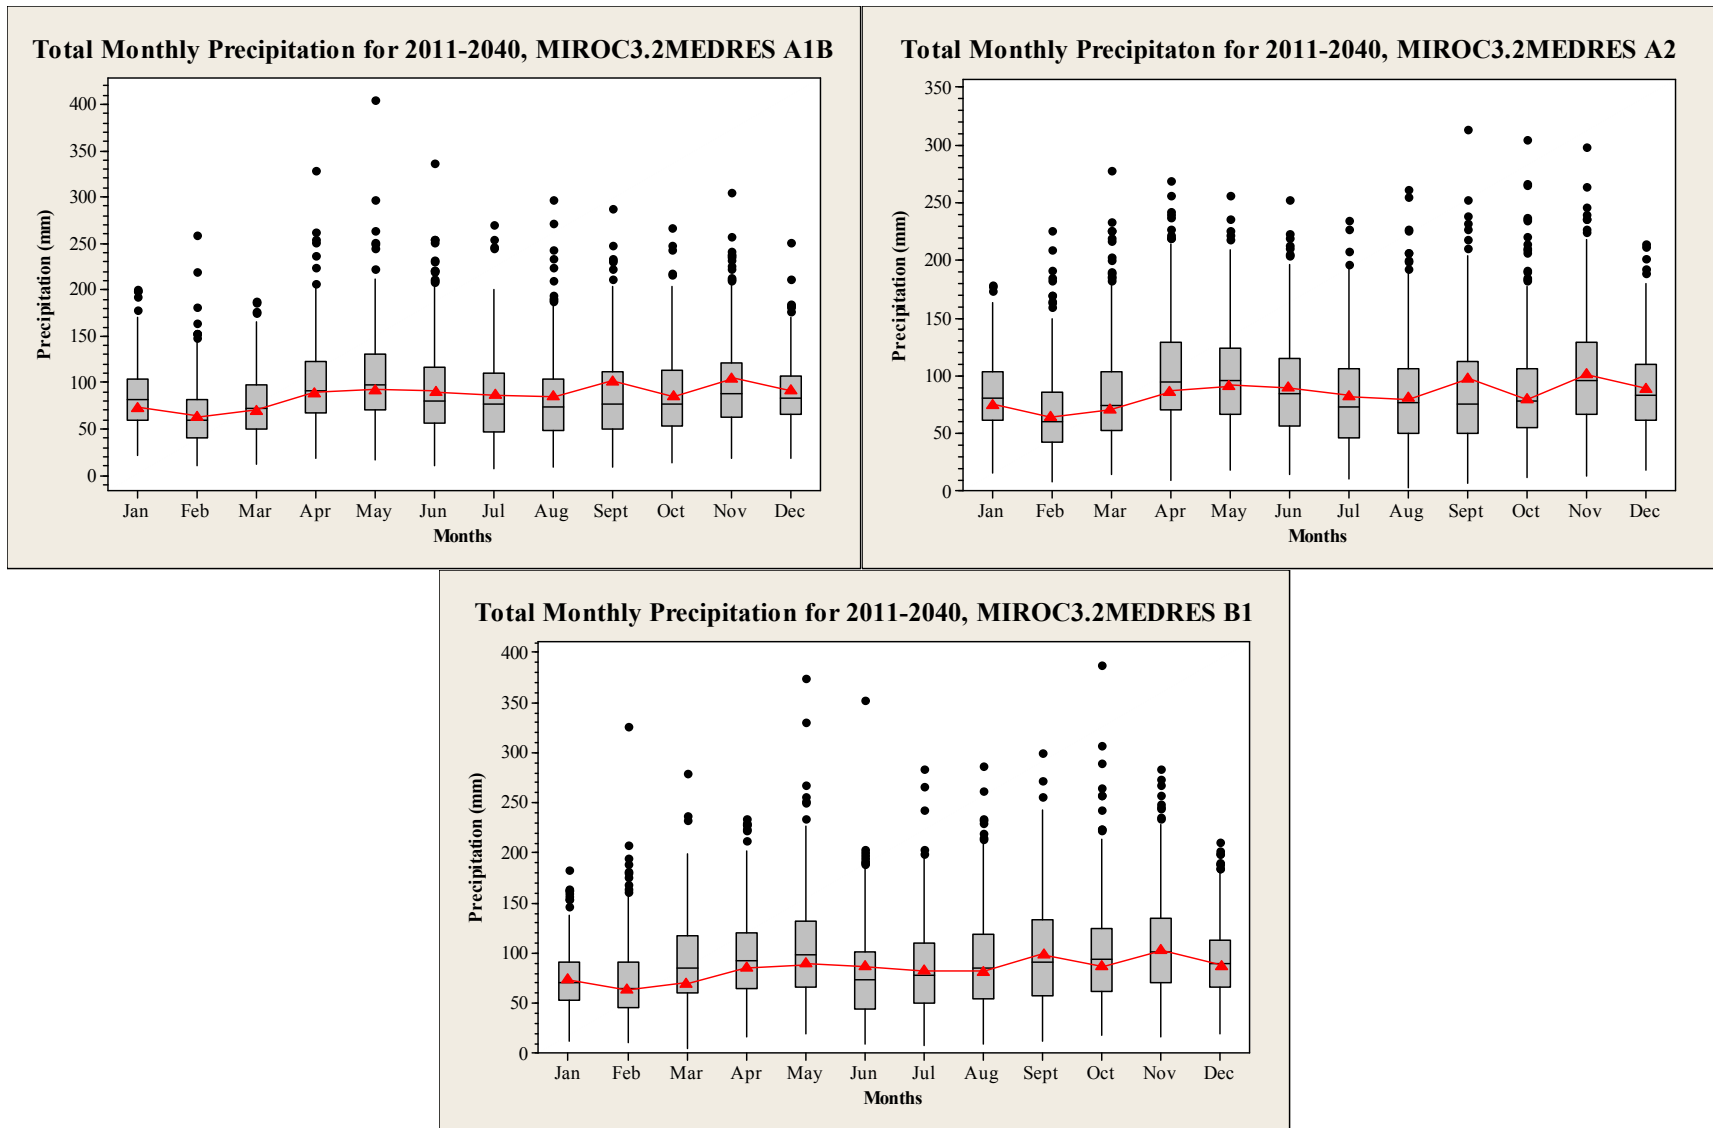 Total Monthly Precipitation for 2011-2040, MIROC3.2MEDRES A1B
400
350
300
250
200
150
100
50
0
Precipitation (mm)
Jan Feb Mar Apr May Jun Jul Aug Sept Oct Nov Dec
Months
Total Monthly Precipitaton for 2011-2040, MIROC3.2MEDRES A2
350
300
250
200
150
100
50
0
Precipitation (mm)
Jan Feb Mar Apr May Jun Jul Aug Sept Oct Nov Dec
Months
Total Monthly Precipitation for 2011-2040, MIROC3.2MEDRES B1
400
350
300
250
200
150
100
50
0
Precipitation (mm)
Jan Feb Mar Apr May Jun Jul Aug Sept Oct Nov Dec
Months